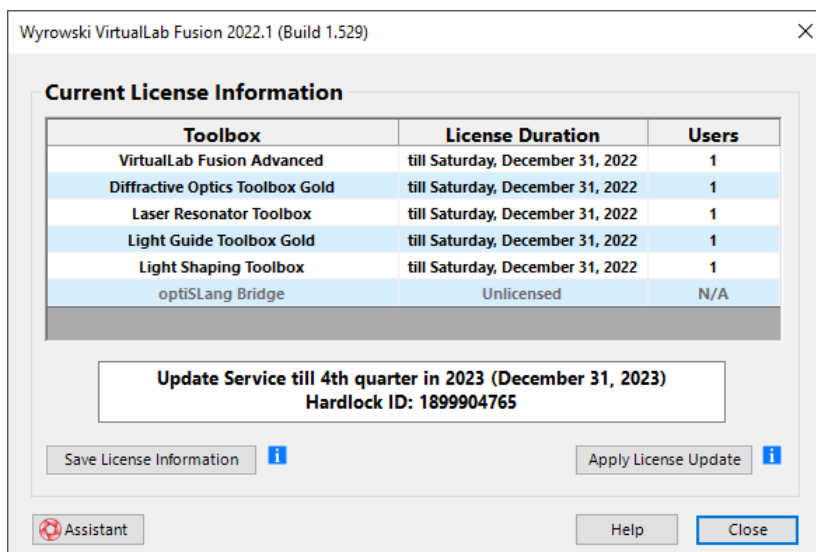 Wyrowski VirtualLab Fusion 2022.1 (Build 1.529)
Current License Information
Toolbox License Duration Users
VirtualLab Fusion Advanced till Saturday, December 31, 2022 1
Diffractive Optics Toolbox Gold till Saturday, December 31, 2022 1
Laser Resonator Toolbox till Saturday, December 31, 2022 1
Light Guide Toolbox Gold till Saturday, December 31, 2022 1
Light Shaping Toolbox till Saturday, December 31, 2022 1
optiSLang Bridge Unlicensed N/A
Update Service till 4th quarter in 2023 (December 31, 2023)
Hardlock ID: 1899904765
Save License Information i Apply License Update i
Assistant Help Close